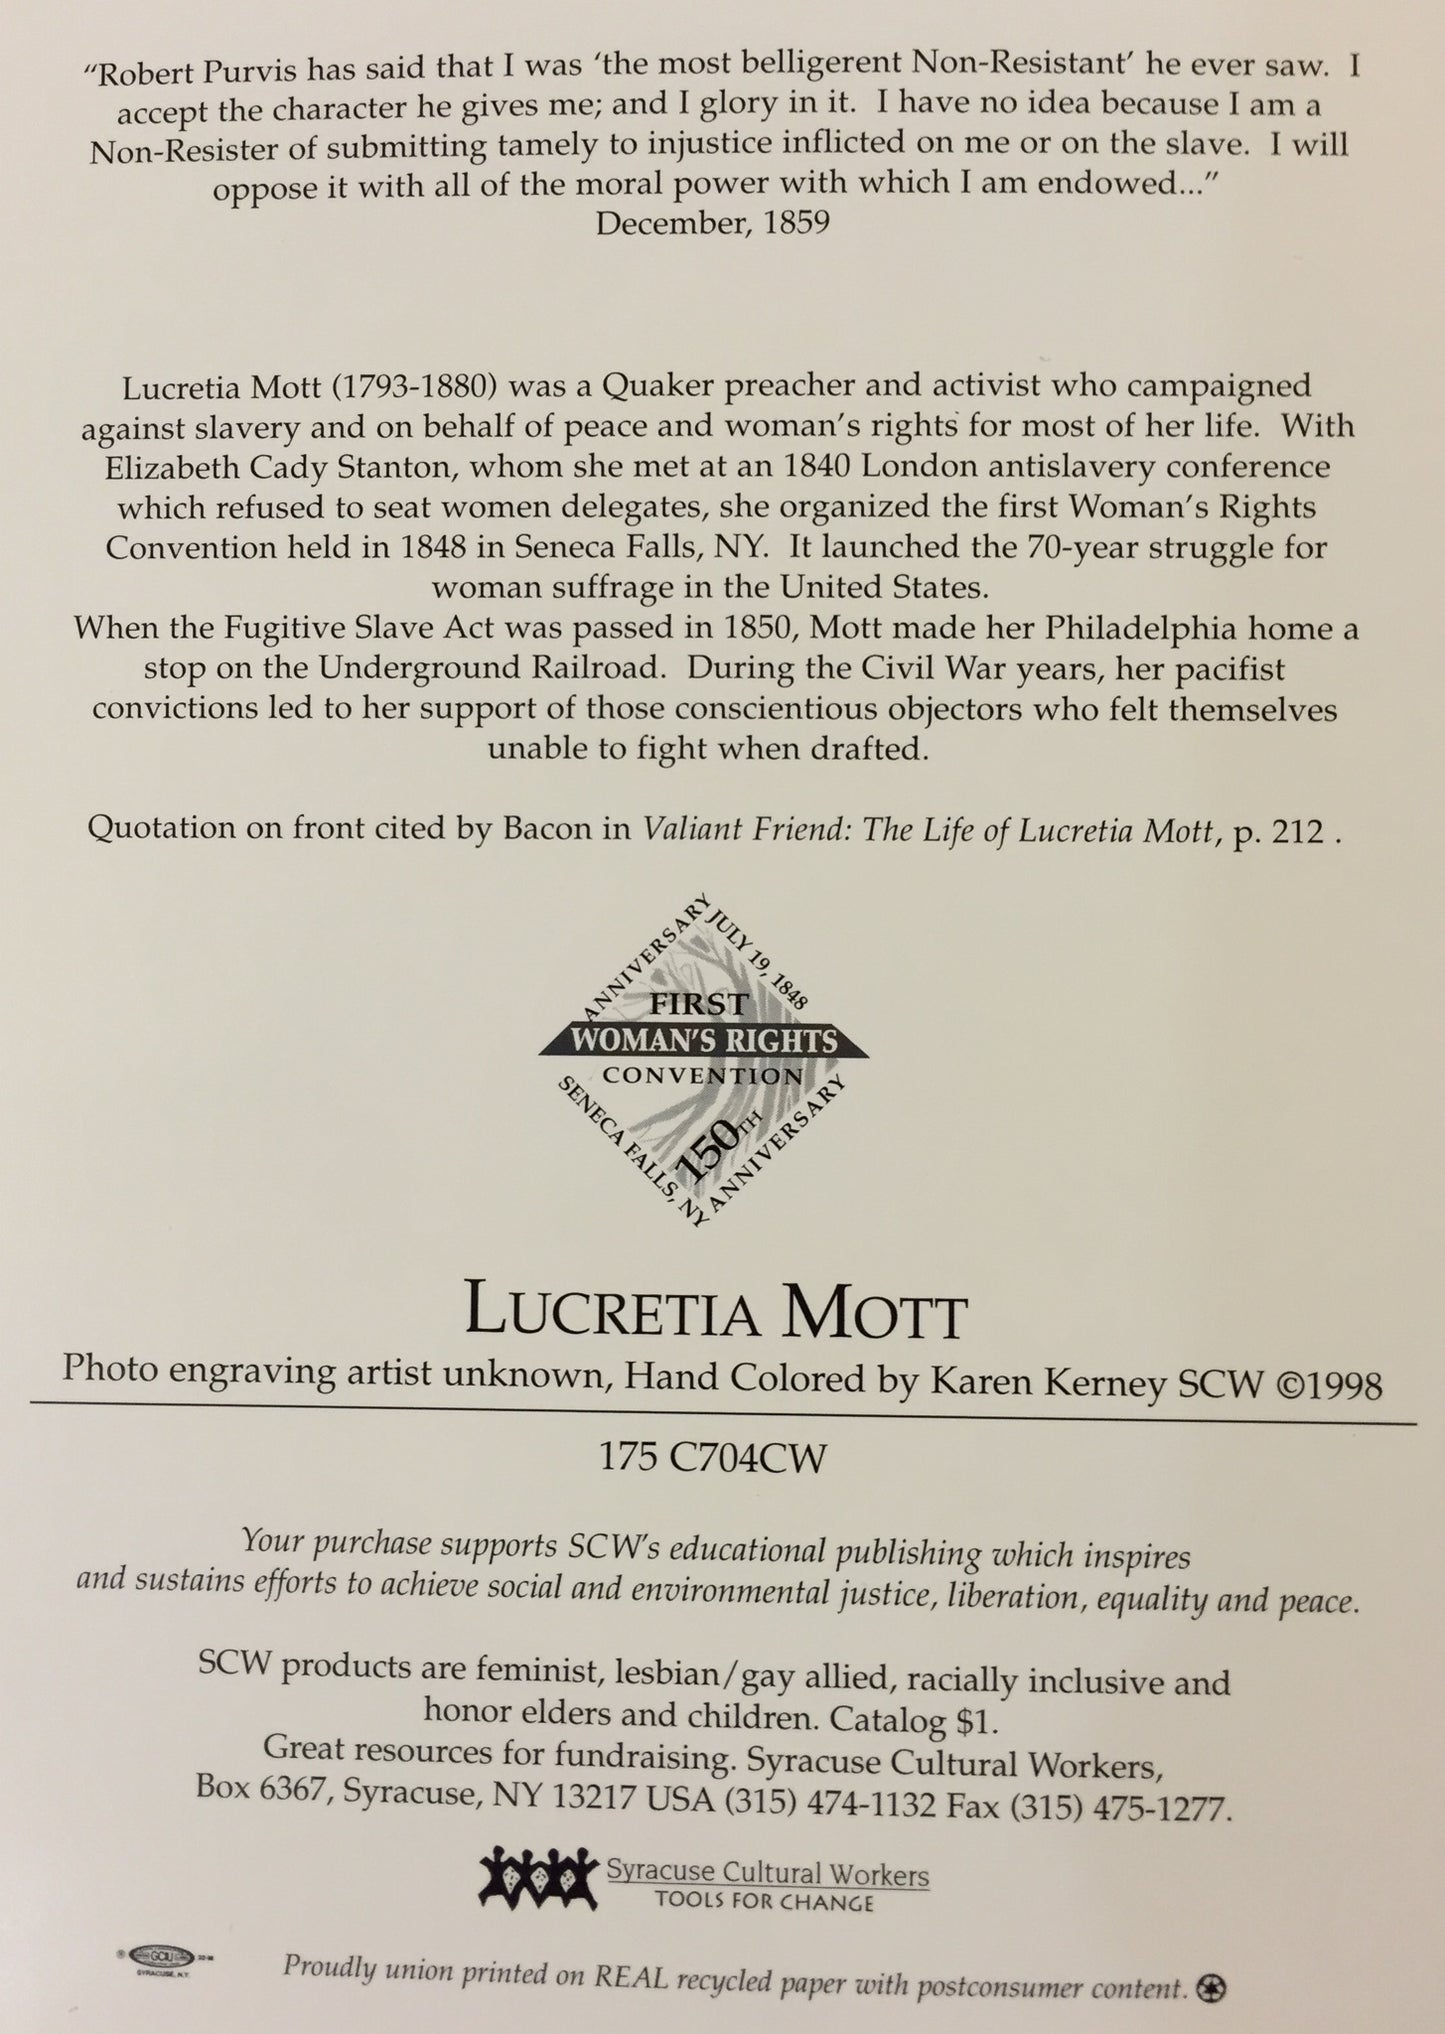 "Robert Purvis has said that I was 'the most belligerent Non-Resistant' he ever saw.  I
accept the character he gives me; and I glory in it.  I have no idea because I am a
Non-Resister of submitting tamely to injustice inflicted on me or on the slave.  I will
oppose it with all of the moral power with which I am endowed..."
December, 1859
Lucretia Mott (1793-1880) was a Quaker preacher and activist who campaigned
against slavery and on behalf of peace and woman's rights for most of her life.  With
Elizabeth Cady Stanton, whom she met at an 1840 London antislavery conference
which refused to seat women delegates, she organized the first Woman's Rights
Convention held in 1848 in Seneca Falls, NY.  It launched the 70-year struggle for
woman suffrage in the United States.
When the Fugitive Slave Act was passed in 1850, Mott made her Philadelphia home a
stop on the Underground Railroad.  During the Civil War years, her pacifist
convictions led to her support of those conscientious objectors who felt themselves
unable to fight when drafted.
Quotation on front cited by Bacon in Valiant Friend: The Life of Lucretia Mott, p. 212 .
ANNIVERSARY
JULY 19, 1848
FIRST
WOMAN'S RIGHTS
CONVENTION
SENECA FALLS, NY
150TH
ANNIVERSARY
LUCRETIA MOTT
Photo engraving artist unknown, Hand Colored by Karen Kerney SCW ©1998
175 C704CW
Your purchase supports SCW's educational publishing which inspires
and sustains efforts to achieve social and environmental justice, liberation, equality and peace.
SCW products are feminist, lesbian/gay allied, racially inclusive and
honor elders and children. Catalog $1.
Great resources for fundraising. Syracuse Cultural Workers,
Box 6367, Syracuse, NY 13217 USA (315) 474-1132 Fax (315) 475-1277.
Syracuse Cultural Workers
TOOLS FOR CHANGE
GCIU
SYRACUSE, N.Y.
Proudly union printed on REAL recycled paper with postconsumer content.